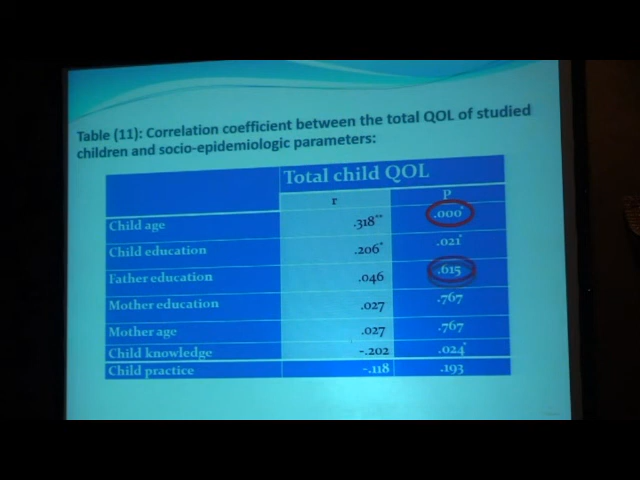 Table (11): Correlation coefficient between the total QOL of studied
children and socio-epidemiologic parameters:
Total child QOL
r P
Child age .318** .000*
Child education .206* .021*
Father education .046 .615
Mother education .027 .767
Mother age .027 .767
Child knowledge -.202 .024*
Child practice -.118 .193